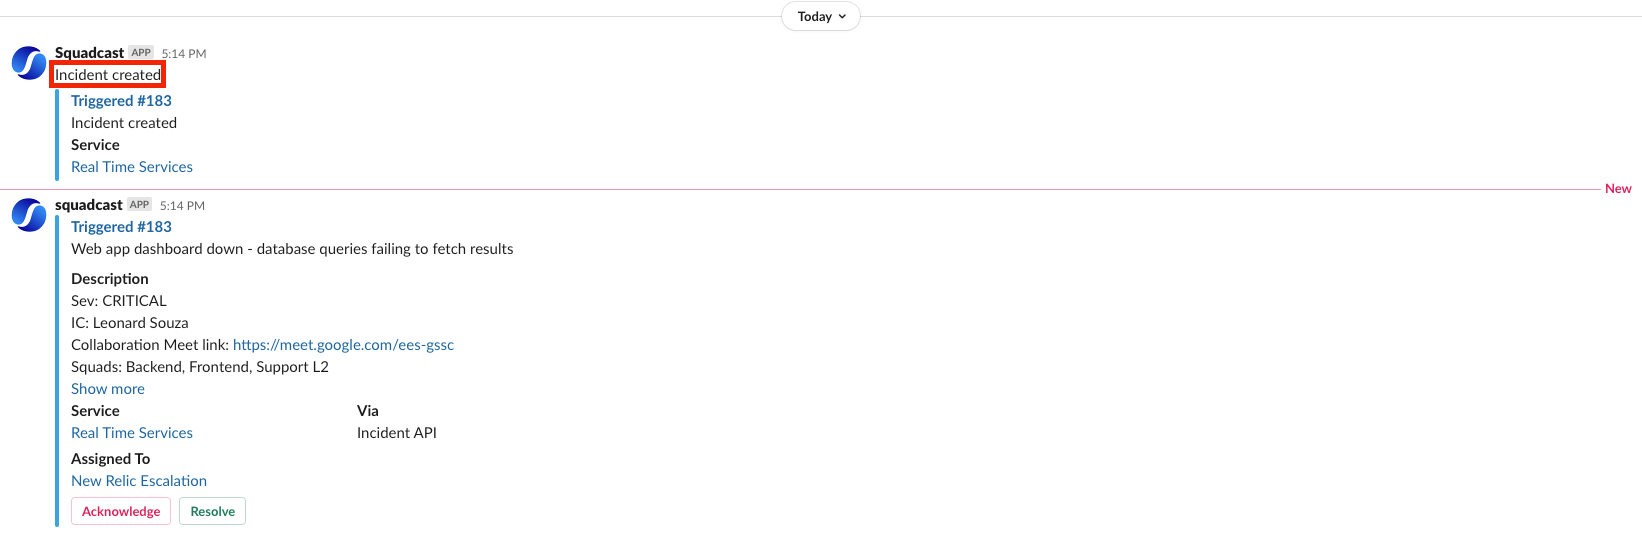 Today
Squadcast APP 5:14 PM
Incident created
Triggered #183
Incident created
Service
Real Time Services
New
squadcast APP 5:14 PM
Triggered #183
Web app dashboard down - database queries failing to fetch results
Description
Sev: CRITICAL
IC: Leonard Souza
Collaboration Meet link: https://meet.google.com/ees-gssc
Squads: Backend, Frontend, Support L2
Show more
Service Via
Real Time Services Incident API
Assigned To
New Relic Escalation
Acknowledge Resolve